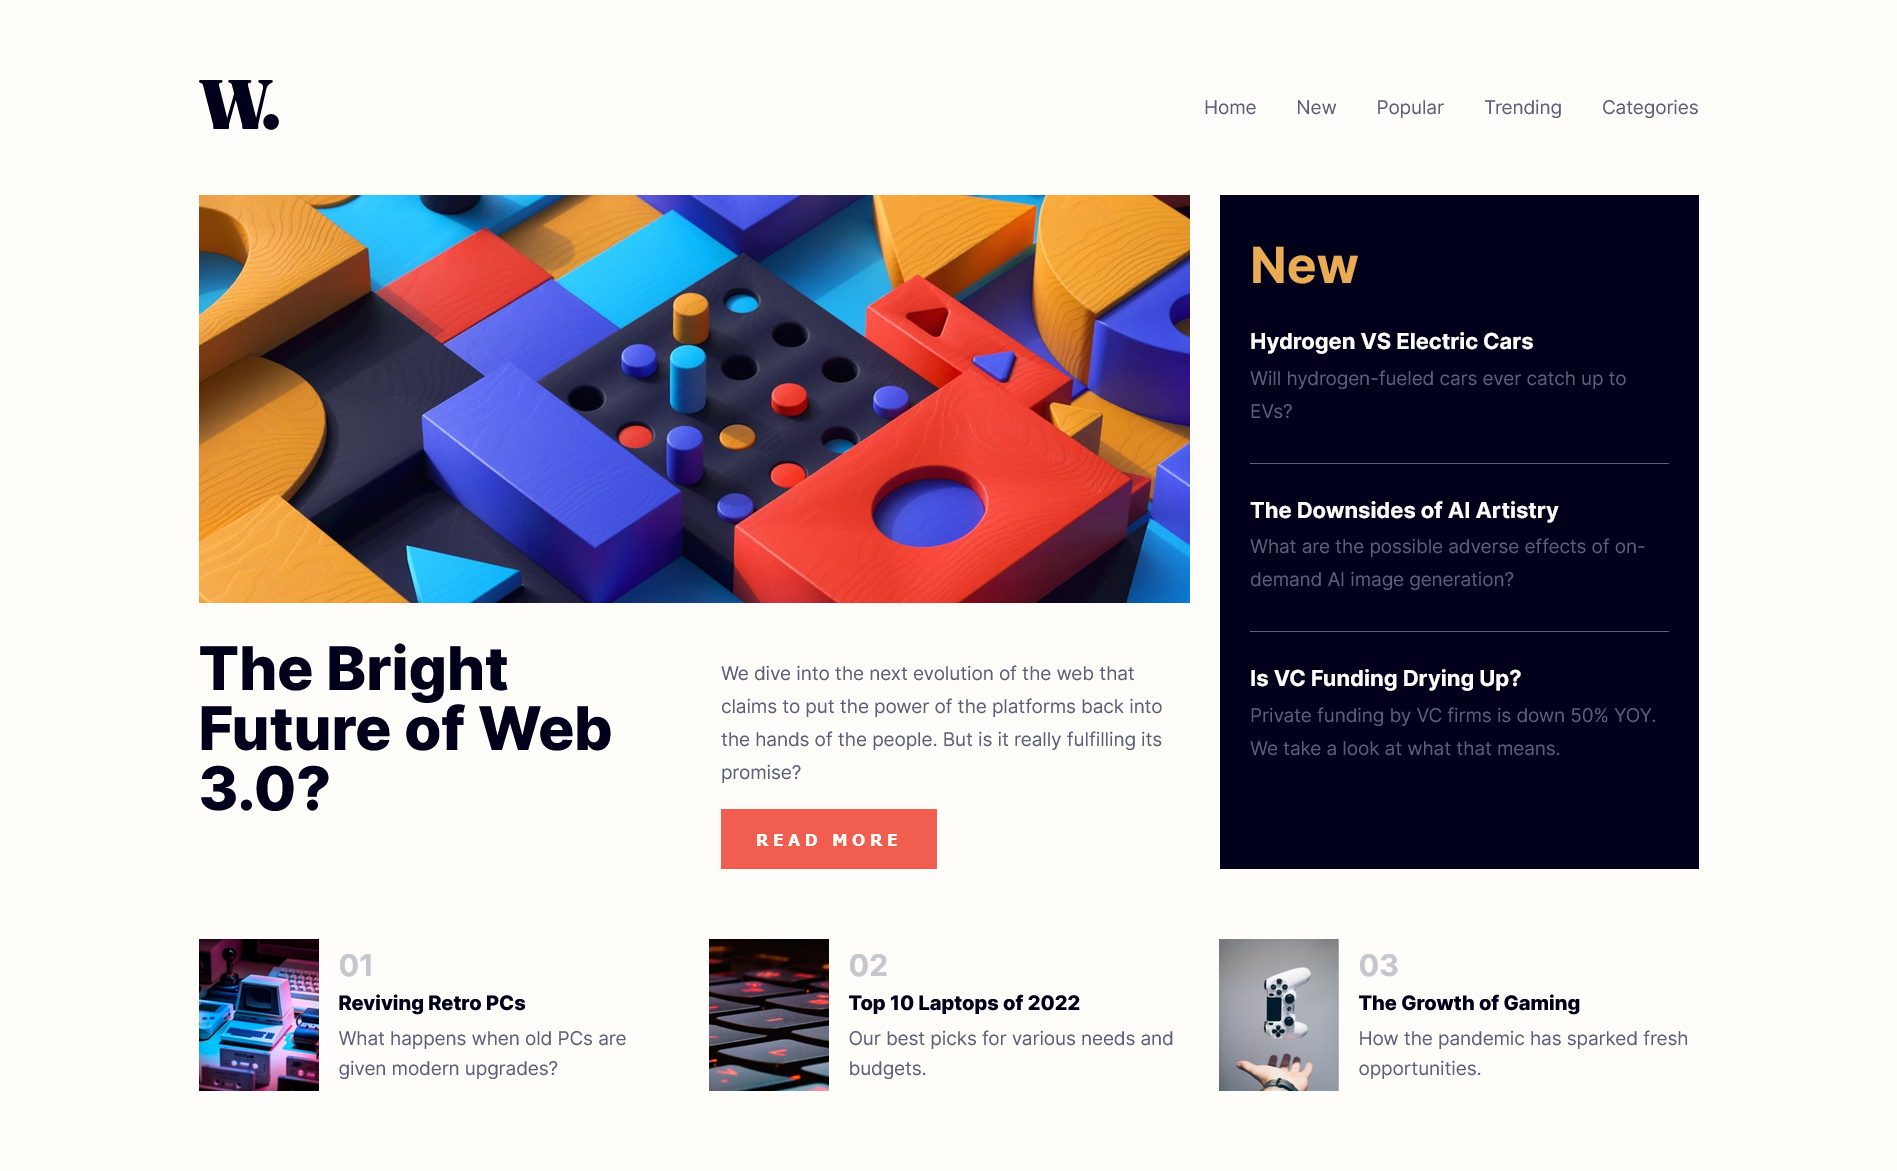 W.
Home New Popular Trending Categories
The Bright
Future of Web
3.0?
We dive into the next evolution of the web that
claims to put the power of the platforms back into
the hands of the people. But is it really fulfilling its
promise?
READ MORE
New
Hydrogen VS Electric Cars
Will hydrogen-fueled cars ever catch up to
EVs?
The Downsides of AI Artistry
What are the possible adverse effects of on-
demand AI image generation?
Is VC Funding Drying Up?
Private funding by VC firms is down 50% YOY.
We take a look at what that means.
01
Reviving Retro PCs
What happens when old PCs are
given modern upgrades?
02
Top 10 Laptops of 2022
Our best picks for various needs and
budgets.
03
The Growth of Gaming
How the pandemic has sparked fresh
opportunities.